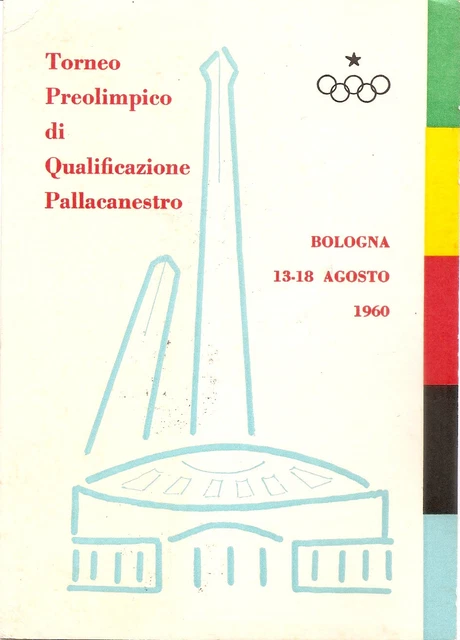 Torneo
Preolimpico
di
Qualificazione
Pallacanestro
BOLOGNA
13-18 AGOSTO
1960